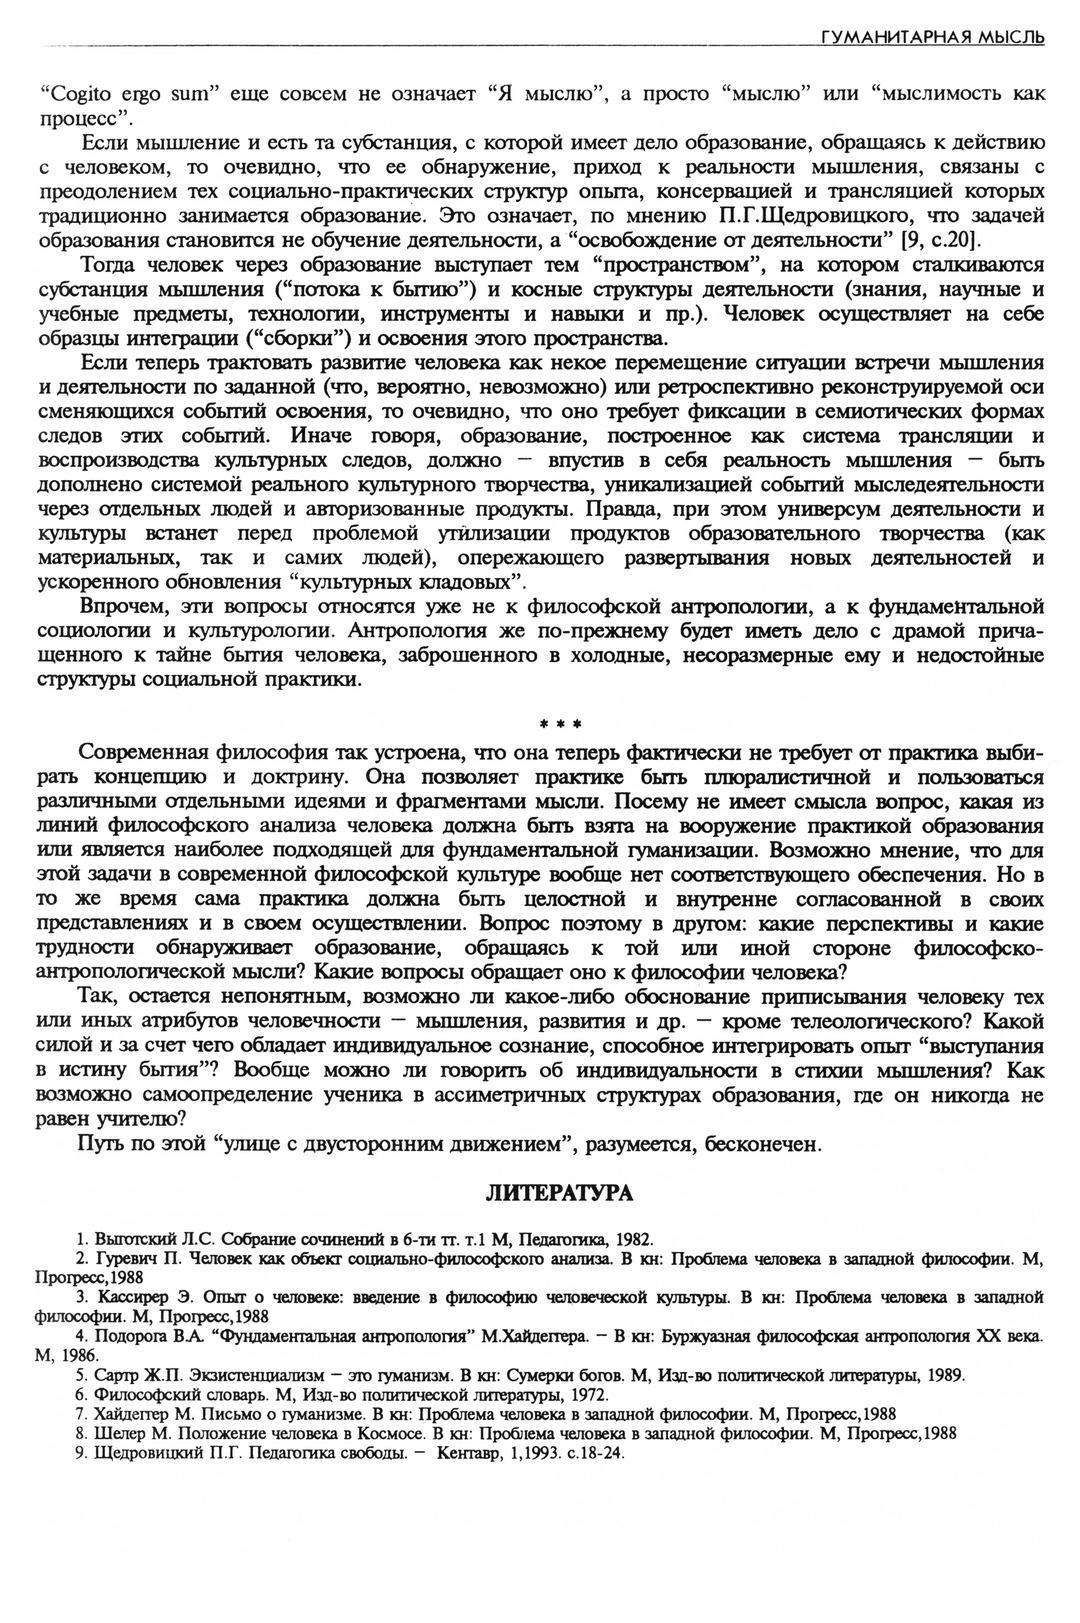 ГУМАНИТАРНАЯ МЫСЛЬ
“Cogito ergo sum” еще совсем не означает “Я мыслю”, а просто “мыслю” или “мыслимость как
процесс”.
Если мышление и есть та субстанция, с которой имеет дело образование, обращаясь к действию
с человеком, то очевидно, что ее обнаружение, приход к реальности мышления, связаны с
преодолением тех социально-практических структур опыта, консервацией и трансляцией которых
традиционно занимается образование. Это означает, по мнению П.Г.Щедровицкого, что задачей
образования становится не обучение деятельности, а “освобождение от деятельности” [9, с.20].
Тогда человек через образование выступает тем “пространством”, на котором сталкиваются
субстанция мышления (“потока к бытию”) и косные структуры деятельности (знания, научные и
учебные предметы, технологии, инструменты и навыки и пр.). Человек осуществляет на себе
образцы интеграции (“сборки”) и освоения этого пространства.
Если теперь трактовать развитие человека как некое перемещение ситуации встречи мышления
и деятельности по заданной (что, вероятно, невозможно) или ретроспективно реконструируемой оси
сменяющихся событий освоения, то очевидно, что оно требует фиксации в семиотических формах
следов этих событий. Иначе говоря, образование, построенное как система трансляции и
воспроизводства культурных следов, должно — впустив в себя реальность мышления — быть
дополнено системой реального культурного творчества, уникализацией событий мыследеятельности
через отдельных людей и авторизованные продукты. Правда, при этом универсум деятельности и
культуры встанет перед проблемой утилизации продуктов образовательного творчества (как
материальных, так и самих людей), опережающего развертывания новых деятельностей и
ускоренного обновления “культурных кладовых”.
Впрочем, эти вопросы относятся уже не к философской антропологии, а к фундаментальной
социологии и культурологии. Антропология же по-прежнему будет иметь дело с драмой прича-
щенного к тайне бытия человека, заброшенного в холодные, несоразмерные ему и недостойные
структуры социальной практики.
* * *
Современная философия так устроена, что она теперь фактически не требует от практика выби-
рать концепцию и доктрину. Она позволяет практике быть плюралистичной и пользоваться
различными отдельными идеями и фрагментами мысли. Посему не имеет смысла вопрос, какая из
линий философского анализа человека должна быть взята на вооружение практикой образования
или является наиболее подходящей для фундаментальной гуманизации. Возможно мнение, что для
этой задачи в современной философской культуре вообще нет соответствующего обеспечения. Но в
то же время сама практика должна быть целостной и внутренне согласованной в своих
представлениях и в своем осуществлении. Вопрос поэтому в другом: какие перспективы и какие
трудности обнаруживает образование, обращаясь к той или иной стороне философско-
антропологической мысли? Какие вопросы обращает оно к философии человека?
Так, остается непонятным, возможно ли какое-либо обоснование приписывания человеку тех
или иных атрибутов человечности — мышления, развития и др. — кроме телеологического? Какой
силой и за счет чего обладает индивидуальное сознание, способное интегрировать опыт “выступания
в истину бытия”? Вообще можно ли говорить об индивидуальности в стихии мышления? Как
возможно самоопределение ученика в ассиметричных структурах образования, где он никогда не
равен учителю?
Путь по этой “улице с двусторонним движением”, разумеется, бесконечен.
ЛИТЕРАТУРА
1. Выготский Л.С. Собрание сочинений в 6-ти тт. т.1 М, Педагогика, 1982.
2. Гуревич П. Человек как объект социально-философского анализа. В кн: Проблема человека в западной философии. М,
Прогресс,1988
3. Кассирер Э. Опыт о человеке: введение в философию человеческой культуры. В кн: Проблема человека в западной
философии. М, Прогресс,1988
4. Подорога В.А. “Фундаментальная антропология” М.Хайдеггера. — В кн: Буржуазная философская антропология XX века.
М, 1986.
5. Сартр Ж.П. Экзистенциализм — это гуманизм. В кн: Сумерки богов. М, Изд-во политической литературы, 1989.
6. Философский словарь. М, Изд-во политической литературы, 1972.
7. Хайдеггер М. Письмо о гуманизме. В кн: Проблема человека в западной философии. М, Прогресс,1988
8. Шелер М. Положение человека в Космосе. В кн: Проблема человека в западной философии. М, Прогресс,1988
9. Щедровицкий П.Г. Педагогика свободы. — Кентавр, 1,1993. с.18-24.